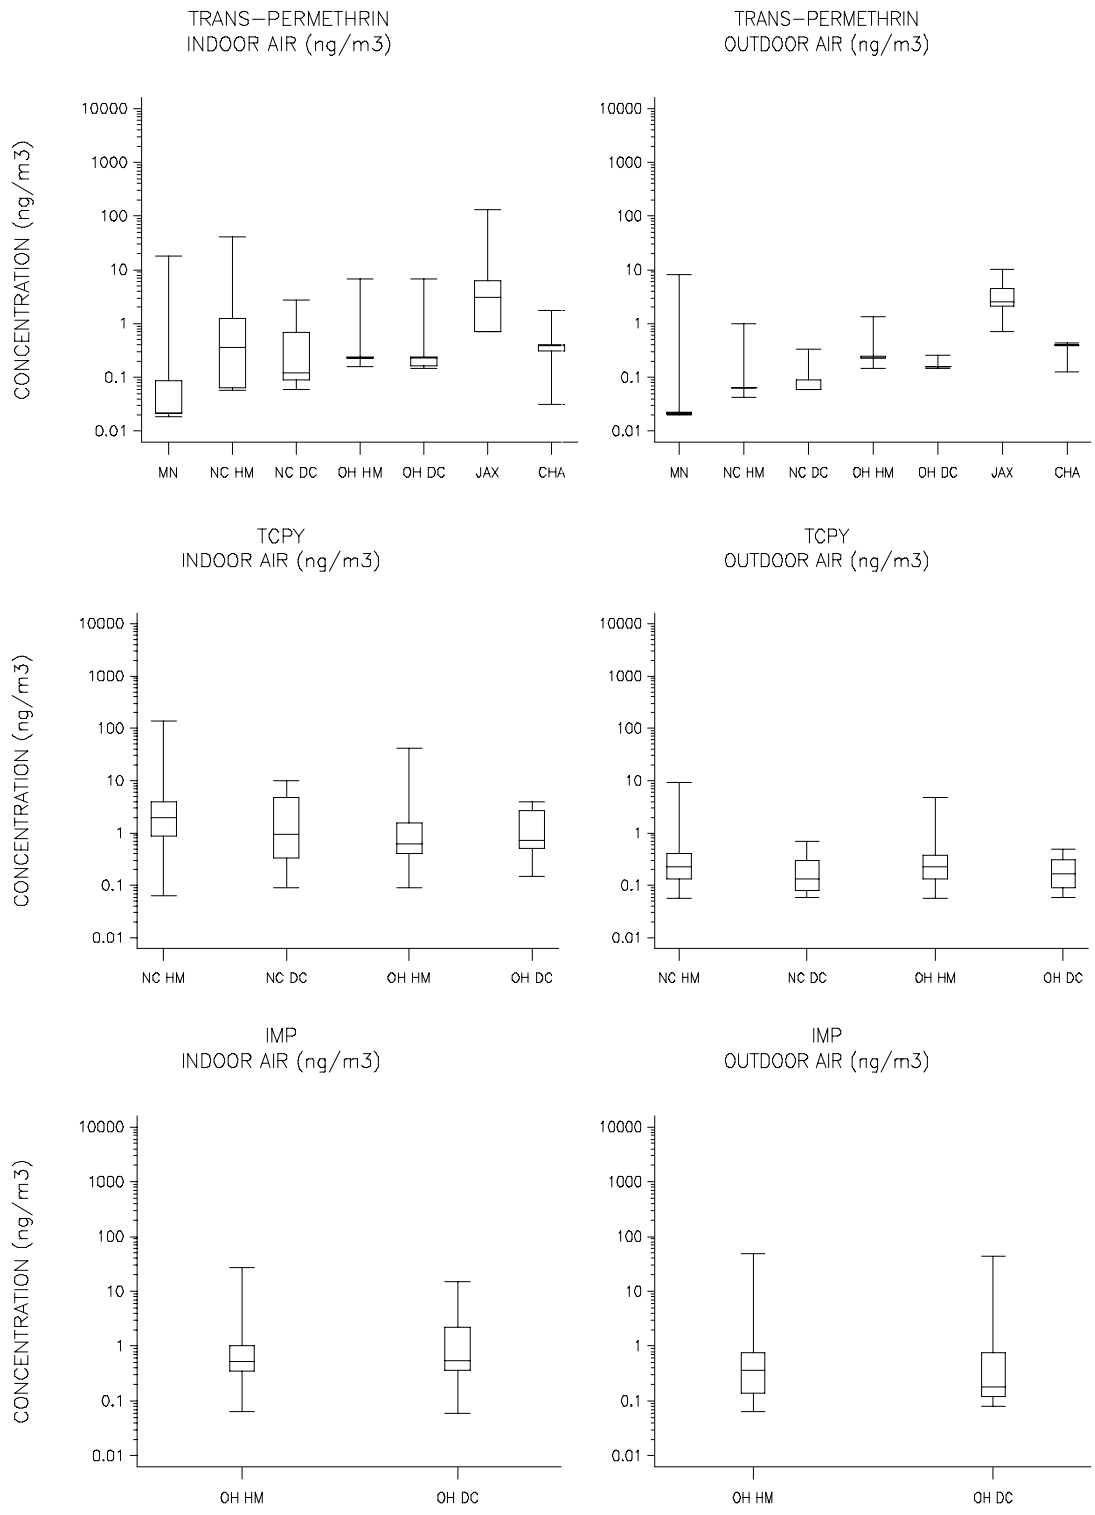 TRANS-PERMETHRIN
INDOOR AIR (ng/m3)
TRANS-PERMETHRIN
OUTDOOR AIR (ng/m3)
CONCENTRATION (ng/m3)
10000
1000
100
10
1
0.1
0.01
MN
NC HM
NC DC
OH HM
OH DC
JAX
CHA
10000
1000
100
10
1
0.1
0.01
MN
NC HM
NC DC
OH HM
OH DC
JAX
CHA
TCPY
INDOOR AIR (ng/m3)
TCPY
OUTDOOR AIR (ng/m3)
CONCENTRATION (ng/m3)
10000
1000
100
10
1
0.1
0.01
NC HM
NC DC
OH HM
OH DC
10000
1000
100
10
1
0.1
0.01
NC HM
NC DC
OH HM
OH DC
IMP
INDOOR AIR (ng/m3)
IMP
OUTDOOR AIR (ng/m3)
CONCENTRATION (ng/m3)
10000
1000
100
10
1
0.1
0.01
OH HM
OH DC
10000
1000
100
10
1
0.1
0.01
OH HM
OH DC